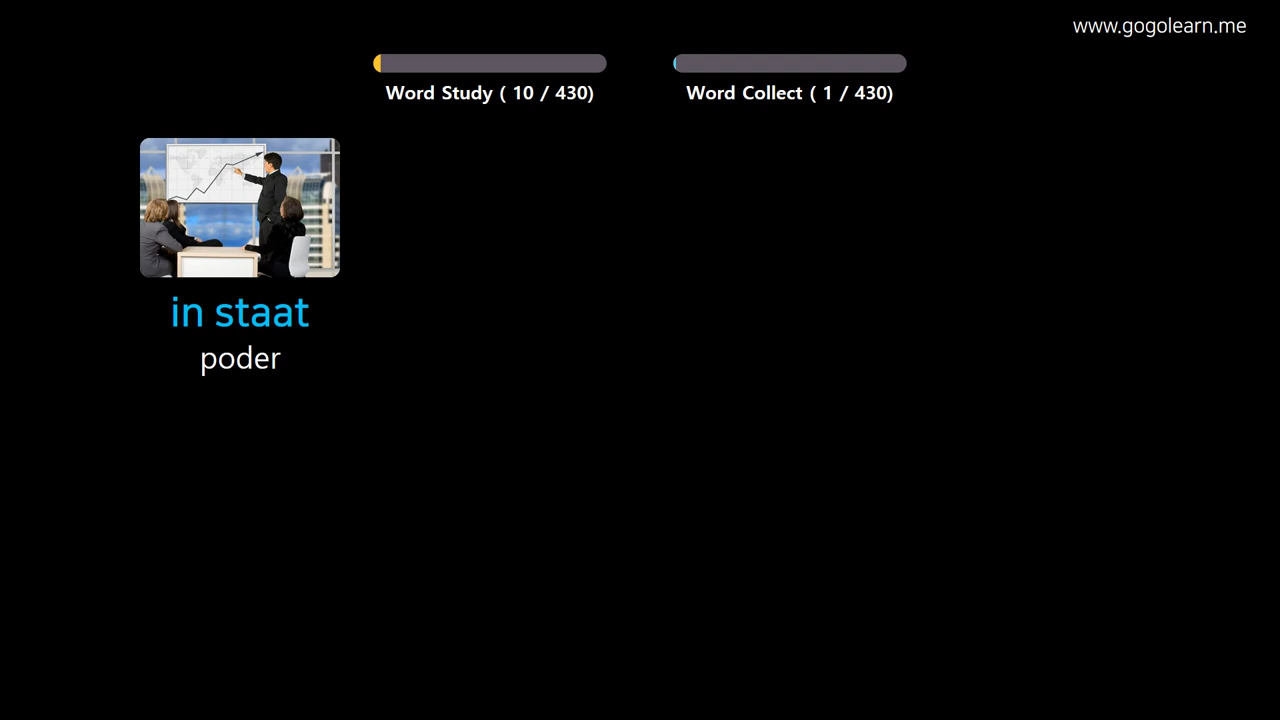 www.gogolearn.me
Word Study ( 10 / 430)
Word Collect ( 1 / 430)
in staat
poder